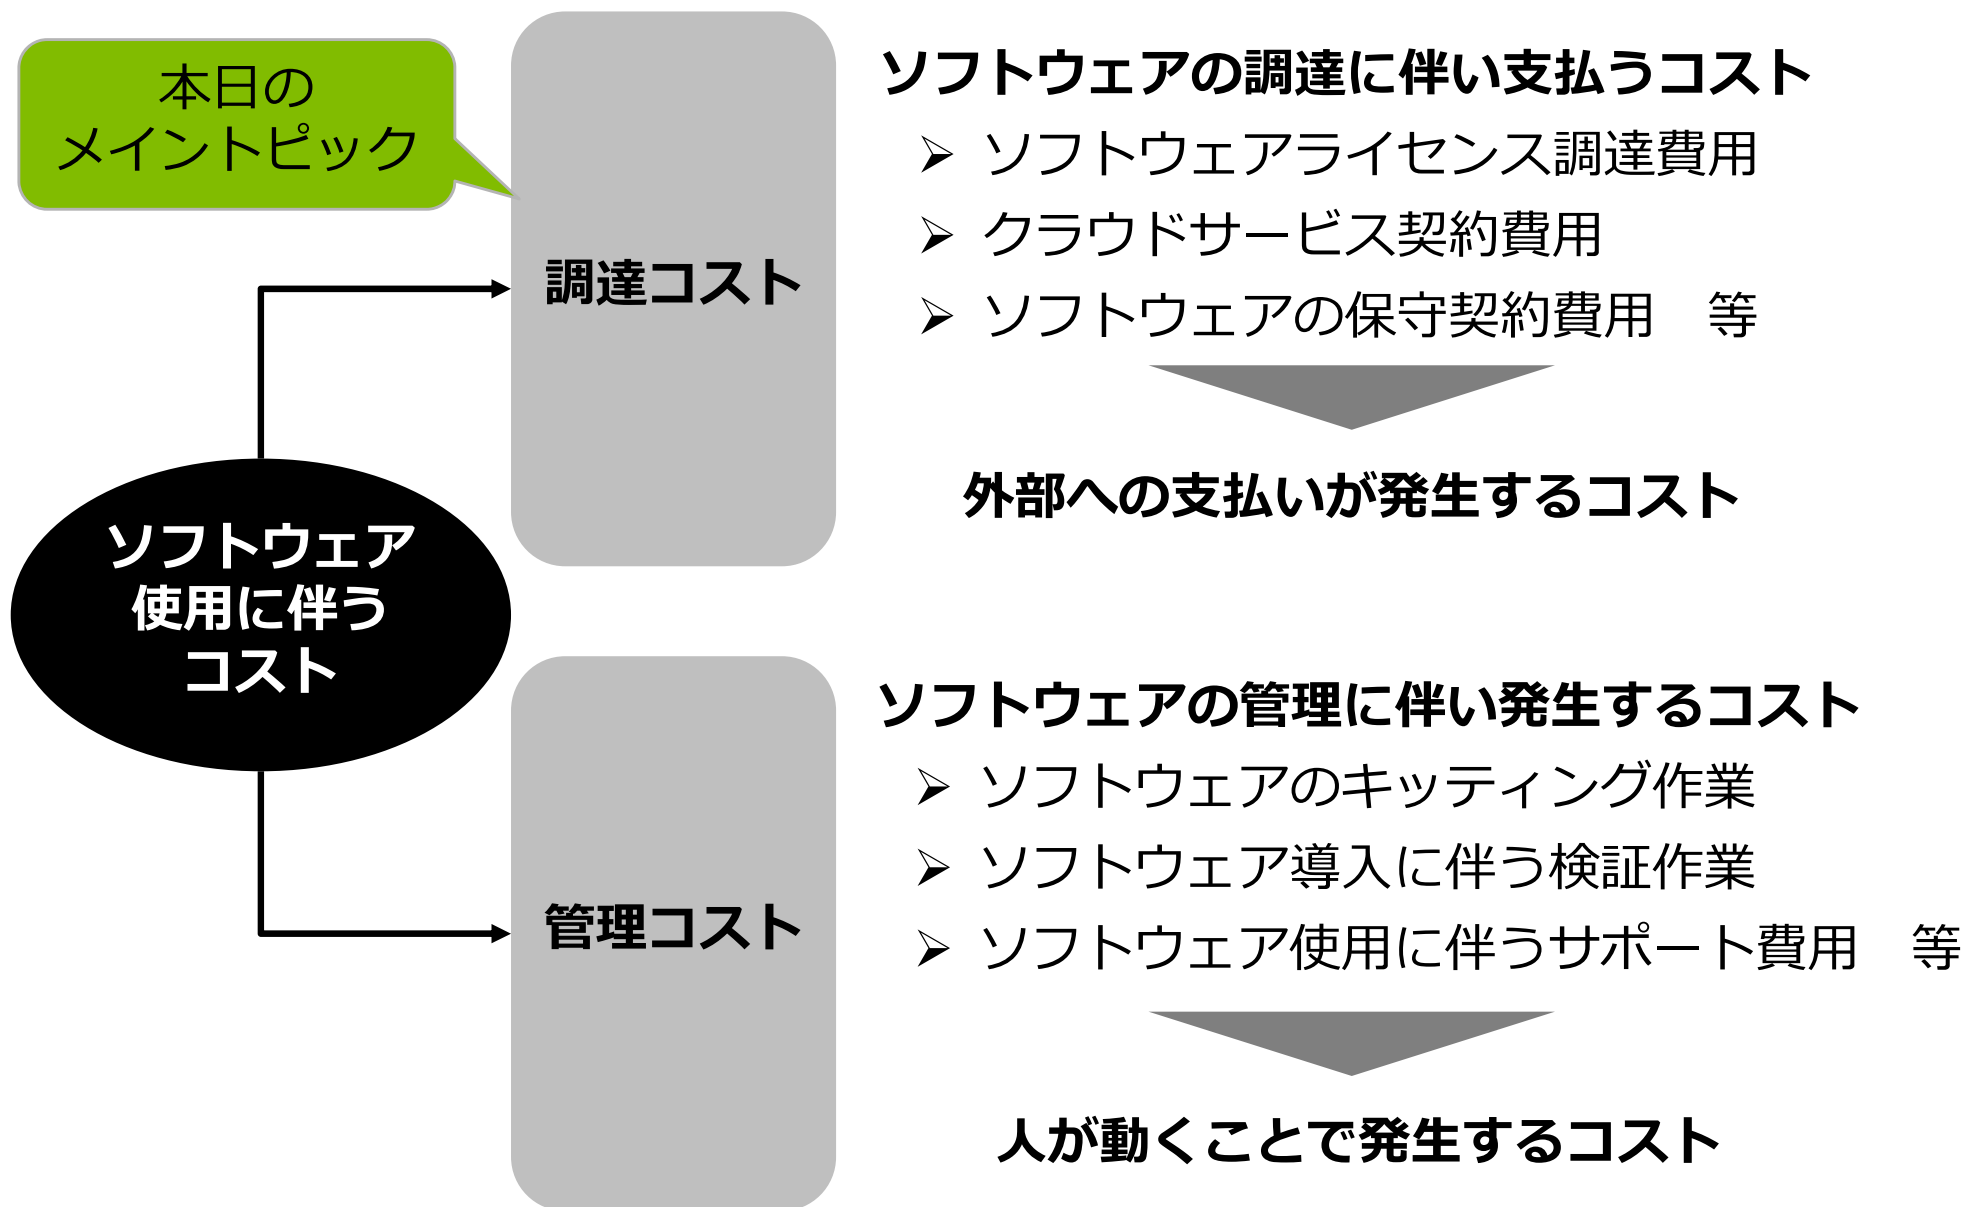 本日の
メイントピック
調達コスト
ソフトウェアの調達に伴い支払うコスト
ソフトウェアライセンス調達費用
クラウドサービス契約費用
ソフトウェアの保守契約費用　等
外部への支払いが発生するコスト
ソフトウェア
使用に伴う
コスト
管理コスト
ソフトウェアの管理に伴い発生するコスト
ソフトウェアのキッティング作業
ソフトウェア導入に伴う検証作業
ソフトウェア使用に伴うサポート費用　等
人が動くことで発生するコスト